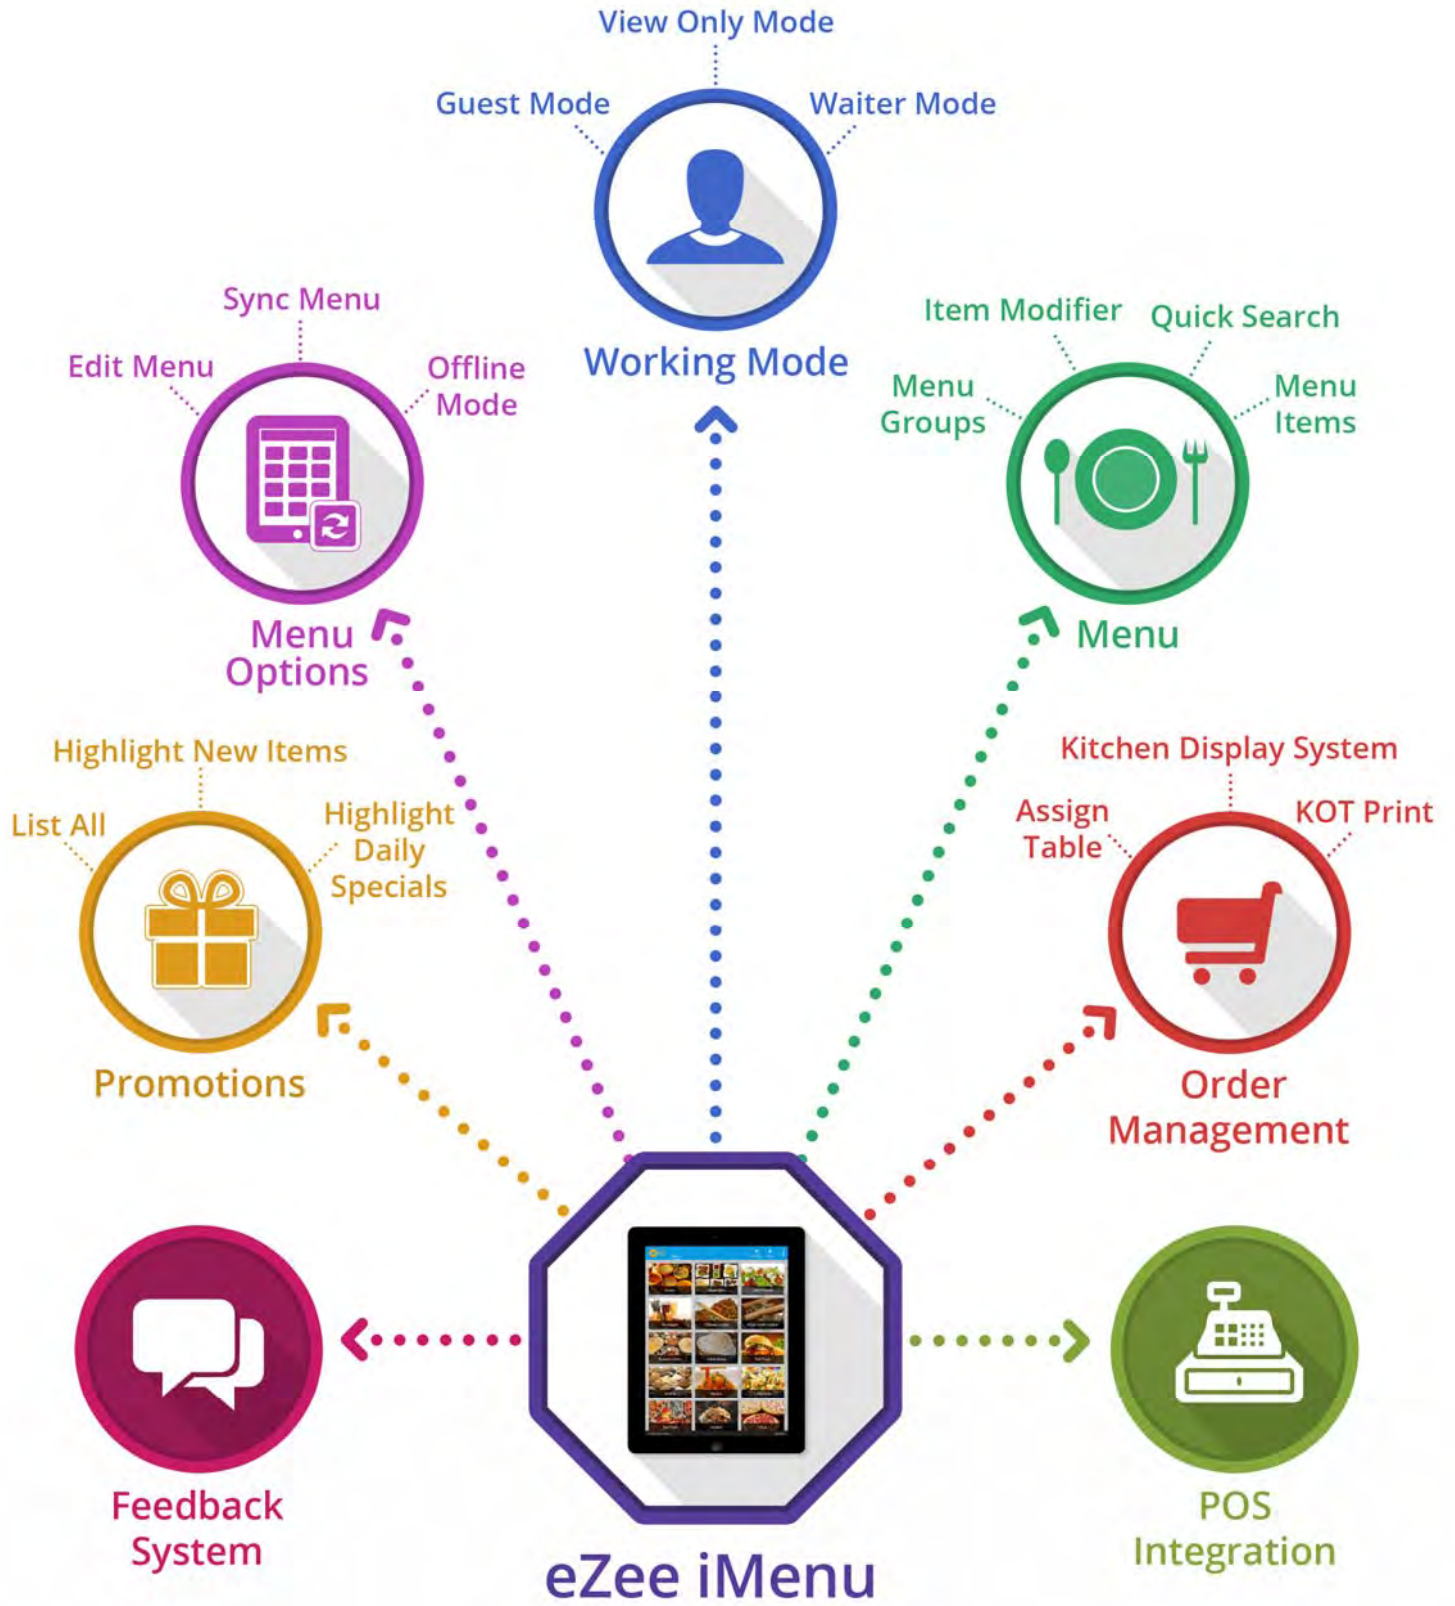 View Only Mode
Guest Mode
Waiter Mode
Working Mode
Sync Menu
Edit Menu
Offline
Mode
Menu
Options
Item Modifier
Quick Search
Menu
Groups
Menu
Items
Menu
Highlight New Items
List All
Highlight
Daily
Specials
Promotions
Kitchen Display System
Assign
Table
KOT Print
Order
Management
Feedback
System
POS
Integration
eZee iMenu